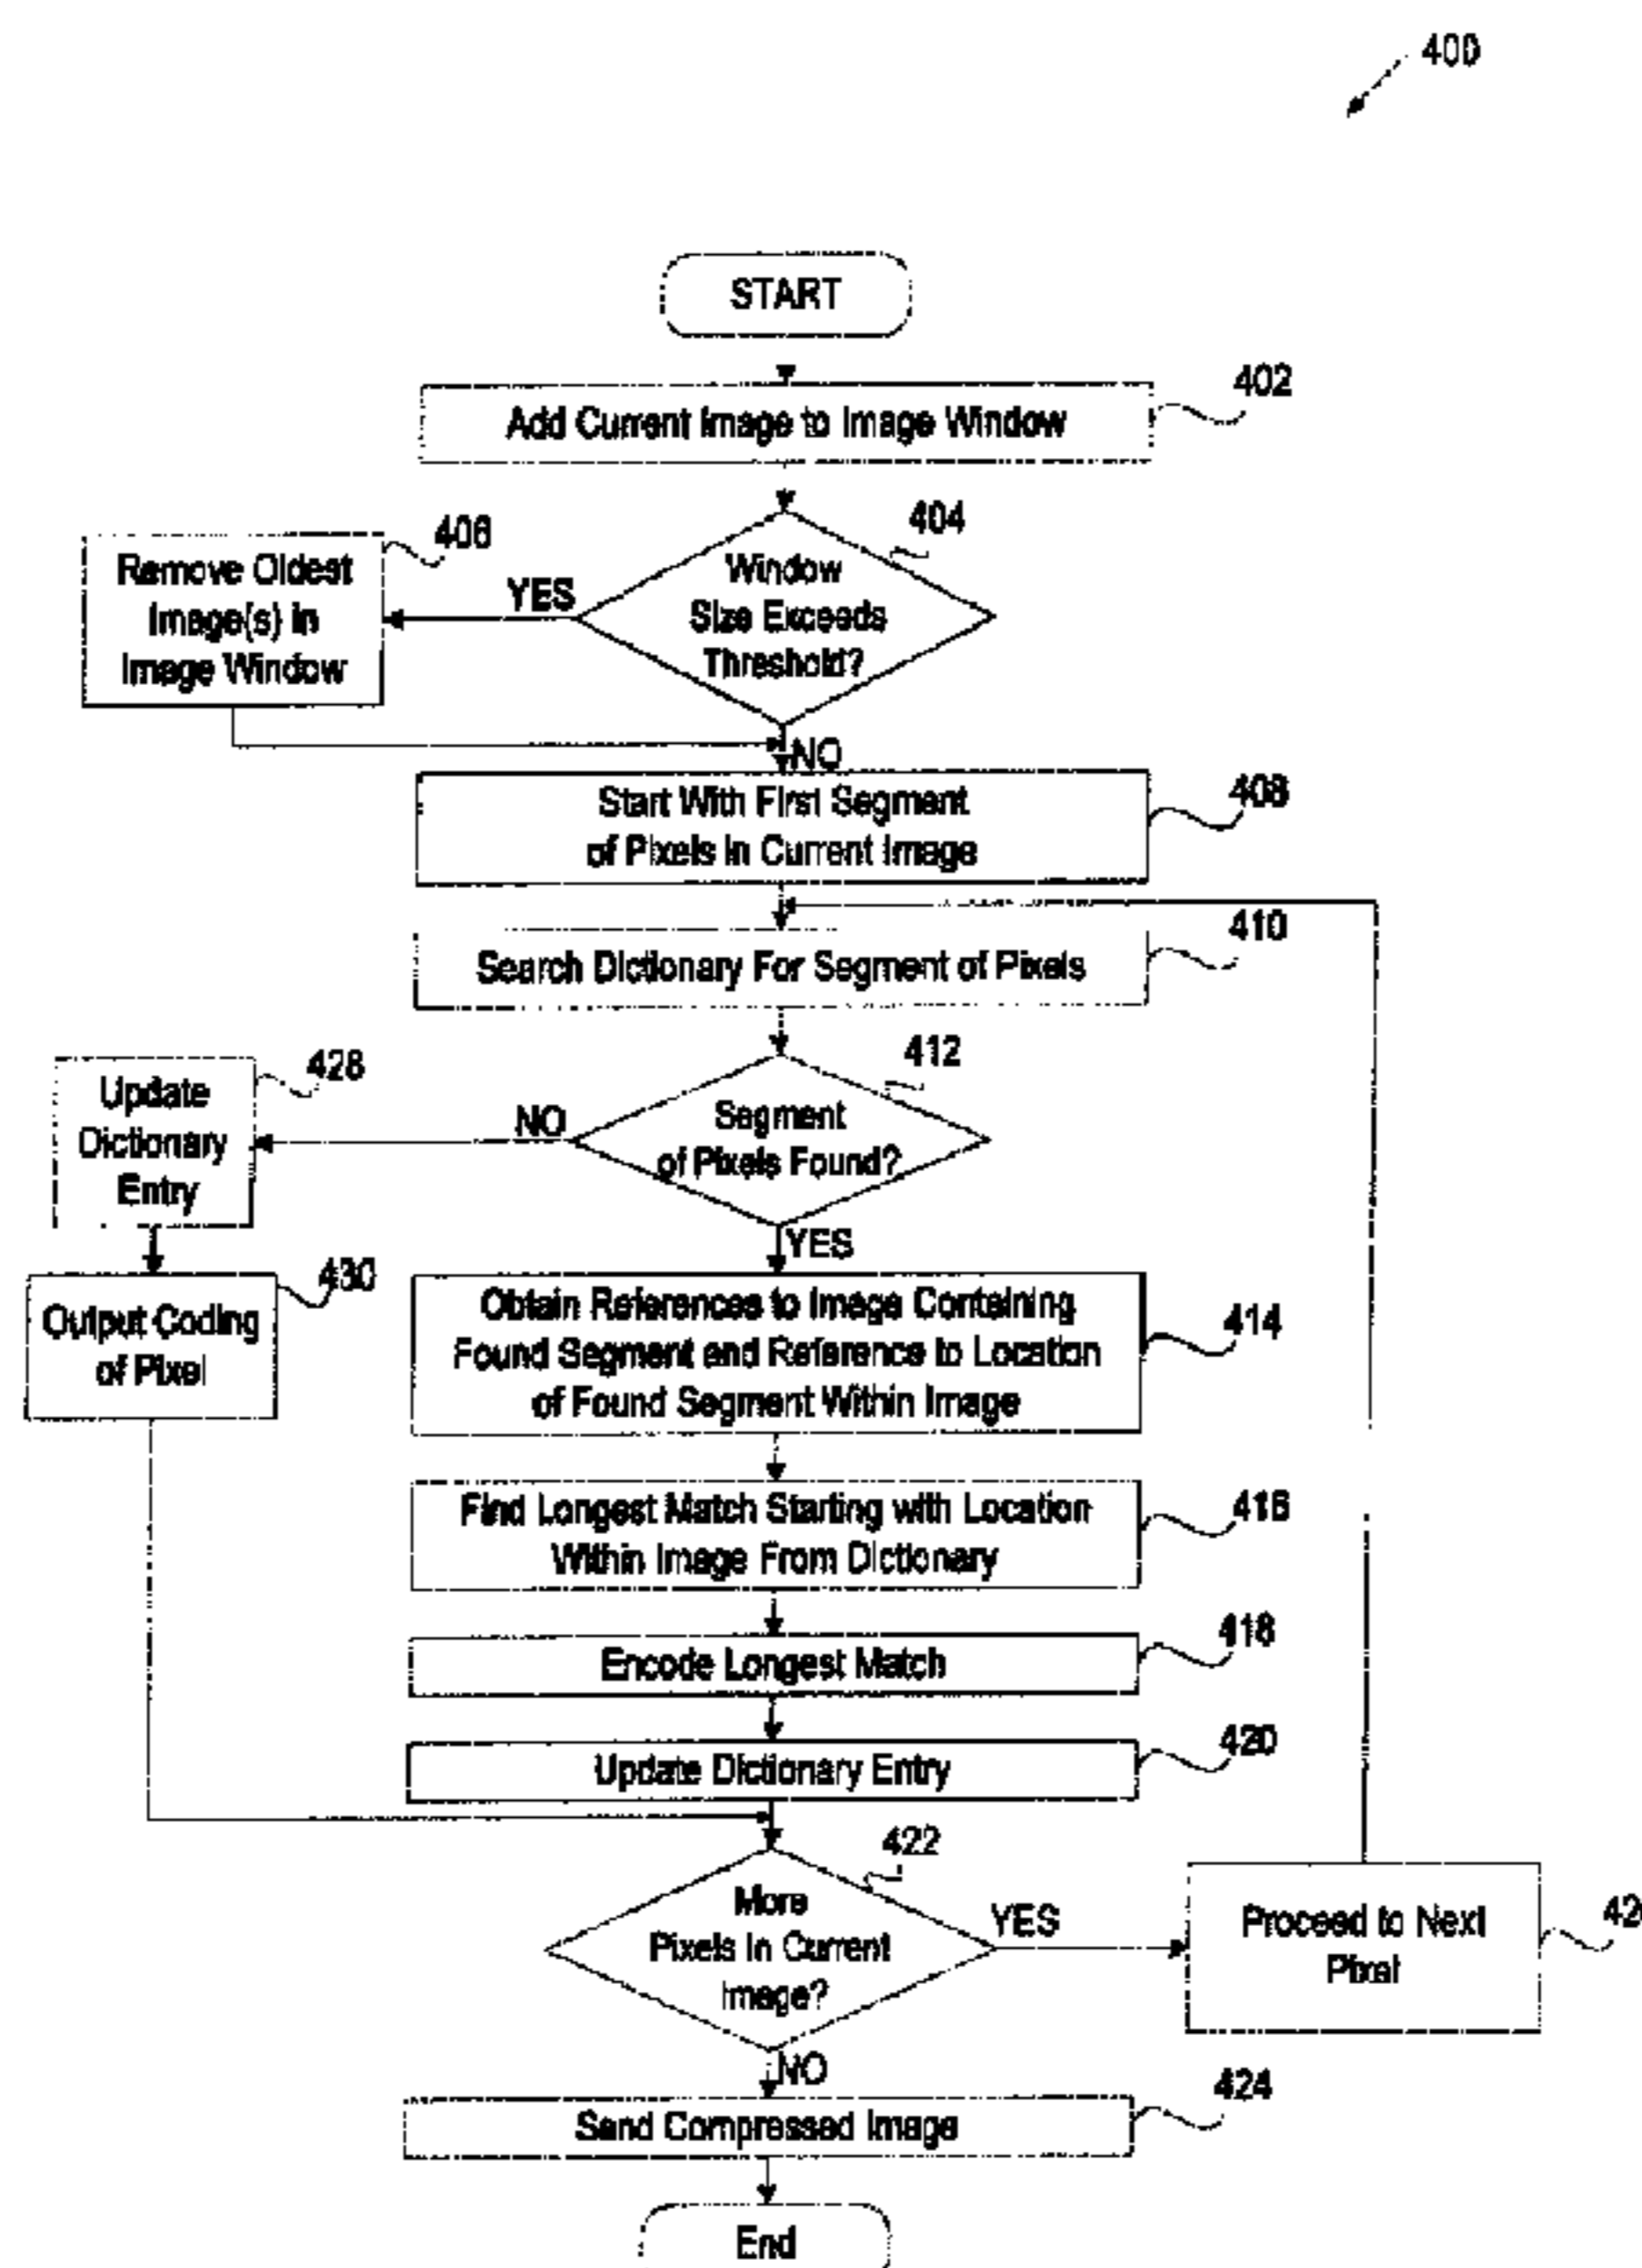 400
START
402
Add Current Image to Image Window
404
406
Remove Oldest
Image(s) in
Image Window
YES
Window
Size Exceeds
Threshold?
NO
408
Start With First Segment
of Pixels In Current Image
410
Search Dictionary For Segment of Pixels
412
428
Update
Dictionary
Entry
NO
Segment
of Pixels Found?
YES
430
Output Coding
of Pixel
414
Obtain References to Image Containing
Found Segment and Reference to Location
of Found Segment Within Image
416
Find Longest Match Starting with Location
Within Image From Dictionary
418
Encode Longest Match
420
Update Dictionary Entry
422
More
Pixels In Current
Image?
YES
Proceed to Next
Pixel
NO
424
Send Compressed Image
End